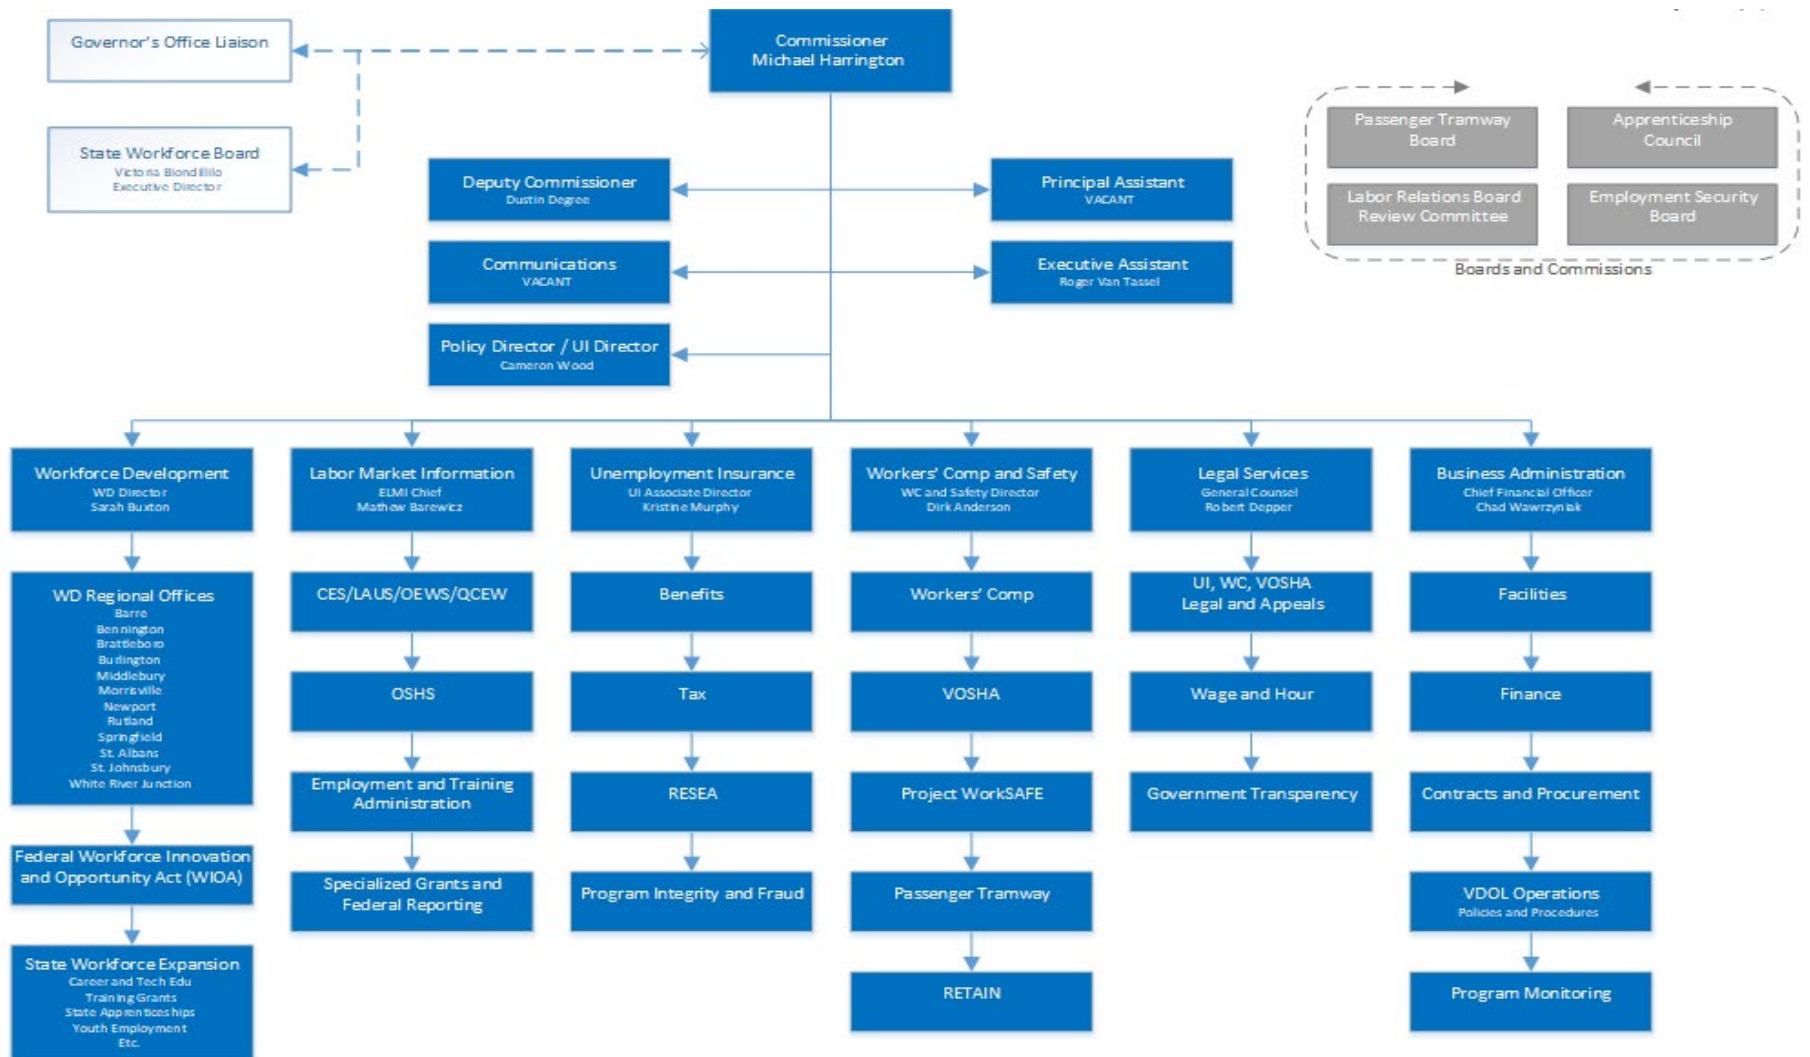 Governor's Office Liaison
Commissioner
Michael Harrington
State Workforce Board
Victoria Biondillilo
Executive Director
Passenger Tramway
Board
Apprenticeship
Council
Labor Relations Board
Review Committee
Employment Security
Board
Boards and Commissions
Deputy Commissioner
Dustin Degree
Principal Assistant
VACANT
Communications
VACANT
Executive Assistant
Roger Van Tassel
Policy Director / UI Director
Cameron Wood
Workforce Development
WD Director
Sarah Buxton
WD Regional Offices
Barre
Bennington
Brattleboro
Burlington
Middlebury
Morrisville
Newport
Rutland
Springfield
St. Albans
St. Johnsbury
White River Junction
Federal Workforce Innovation
and Opportunity Act (WIOA)
State Workforce Expansion
Career and Tech Edu
Training Grants
State Apprenticeships
Youth Employment
Etc.
Labor Market Information
ELMI Chief
Mathew Barewicz
CES/LAUS/OEWS/QCEW
OSHS
Employment and Training
Administration
Specialized Grants and
Federal Reporting
Unemployment Insurance
UI Associate Director
Kristine Murphy
Benefits
Tax
RESEA
Program Integrity and Fraud
Workers' Comp and Safety
WC and Safety Director
Dirk Anderson
Workers' Comp
VOSHA
Project WorkSAFE
Passenger Tramway
RETAIN
Legal Services
General Counsel
Robert Depper
UI, WC, VOSHA
Legal and Appeals
Wage and Hour
Government Transparency
Business Administration
Chief Financial Officer
Chad Wawrzyniak
Facilities
Finance
Contracts and Procurement
VDOL Operations
Policies and Procedures
Program Monitoring